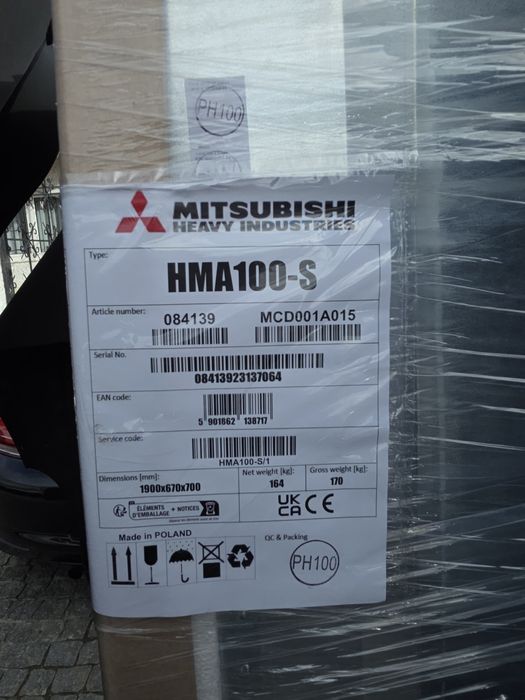 PH100
MITSUBISHI
HEAVY INDUSTRIES
Type:
HMA100-S
Article number:
084139 MCD001A015
Serial No.
08413923137064
EAN code:
5 901862 138717
Service code:
HMA100-S/1
Dimensions [mm]: Net weight [kg]: Gross weight [kg]:
1900x670x700 164 170
ÉLÉMENTS
D'EMBALLAGE + NOTICES
UK
CA CE
Made in POLAND
QC & Packing
PH100